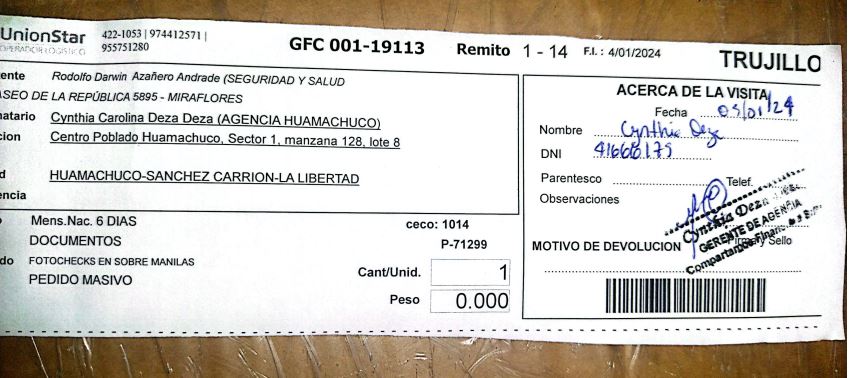 UnionStar
OPERADOR LOGISTICO
422-1053 | 974412571 |
955751280
GFC 001-19113
Remito 1 - 14
F.I.: 4/01/2024
TRUJILLO
ente Rodolfo Darwin Azañero Andrade (SEGURIDAD Y SALUD
ASEO DE LA REPÚBLICA 5895 - MIRAFLORES
natario Cynthia Carolina Deza Deza (AGENCIA HUAMACHUCO)
cion Centro Poblado Huamachuco, Sector 1, manzana 128, lote 8
d HUAMACHUCO-SANCHEZ CARRION-LA LIBERTAD
encia
Mens.Nac. 6 DIAS
ceco: 1014
DOCUMENTOS
P-71299
do FOTOCHECKS EN SOBRE MANILAS
PEDIDO MASIVO
Cant/Unid. 1
Peso 0.000
ACERCA DE LA VISITA
Fecha 05/01/24
Nombre Cynthia Deza
DNI 41666175
Parentesco Telef.
Observaciones
Cynthia Deza
GERENTE DE AGENCIA
Compartamos Financiera
MOTIVO DE DEVOLUCION Firma y Sello